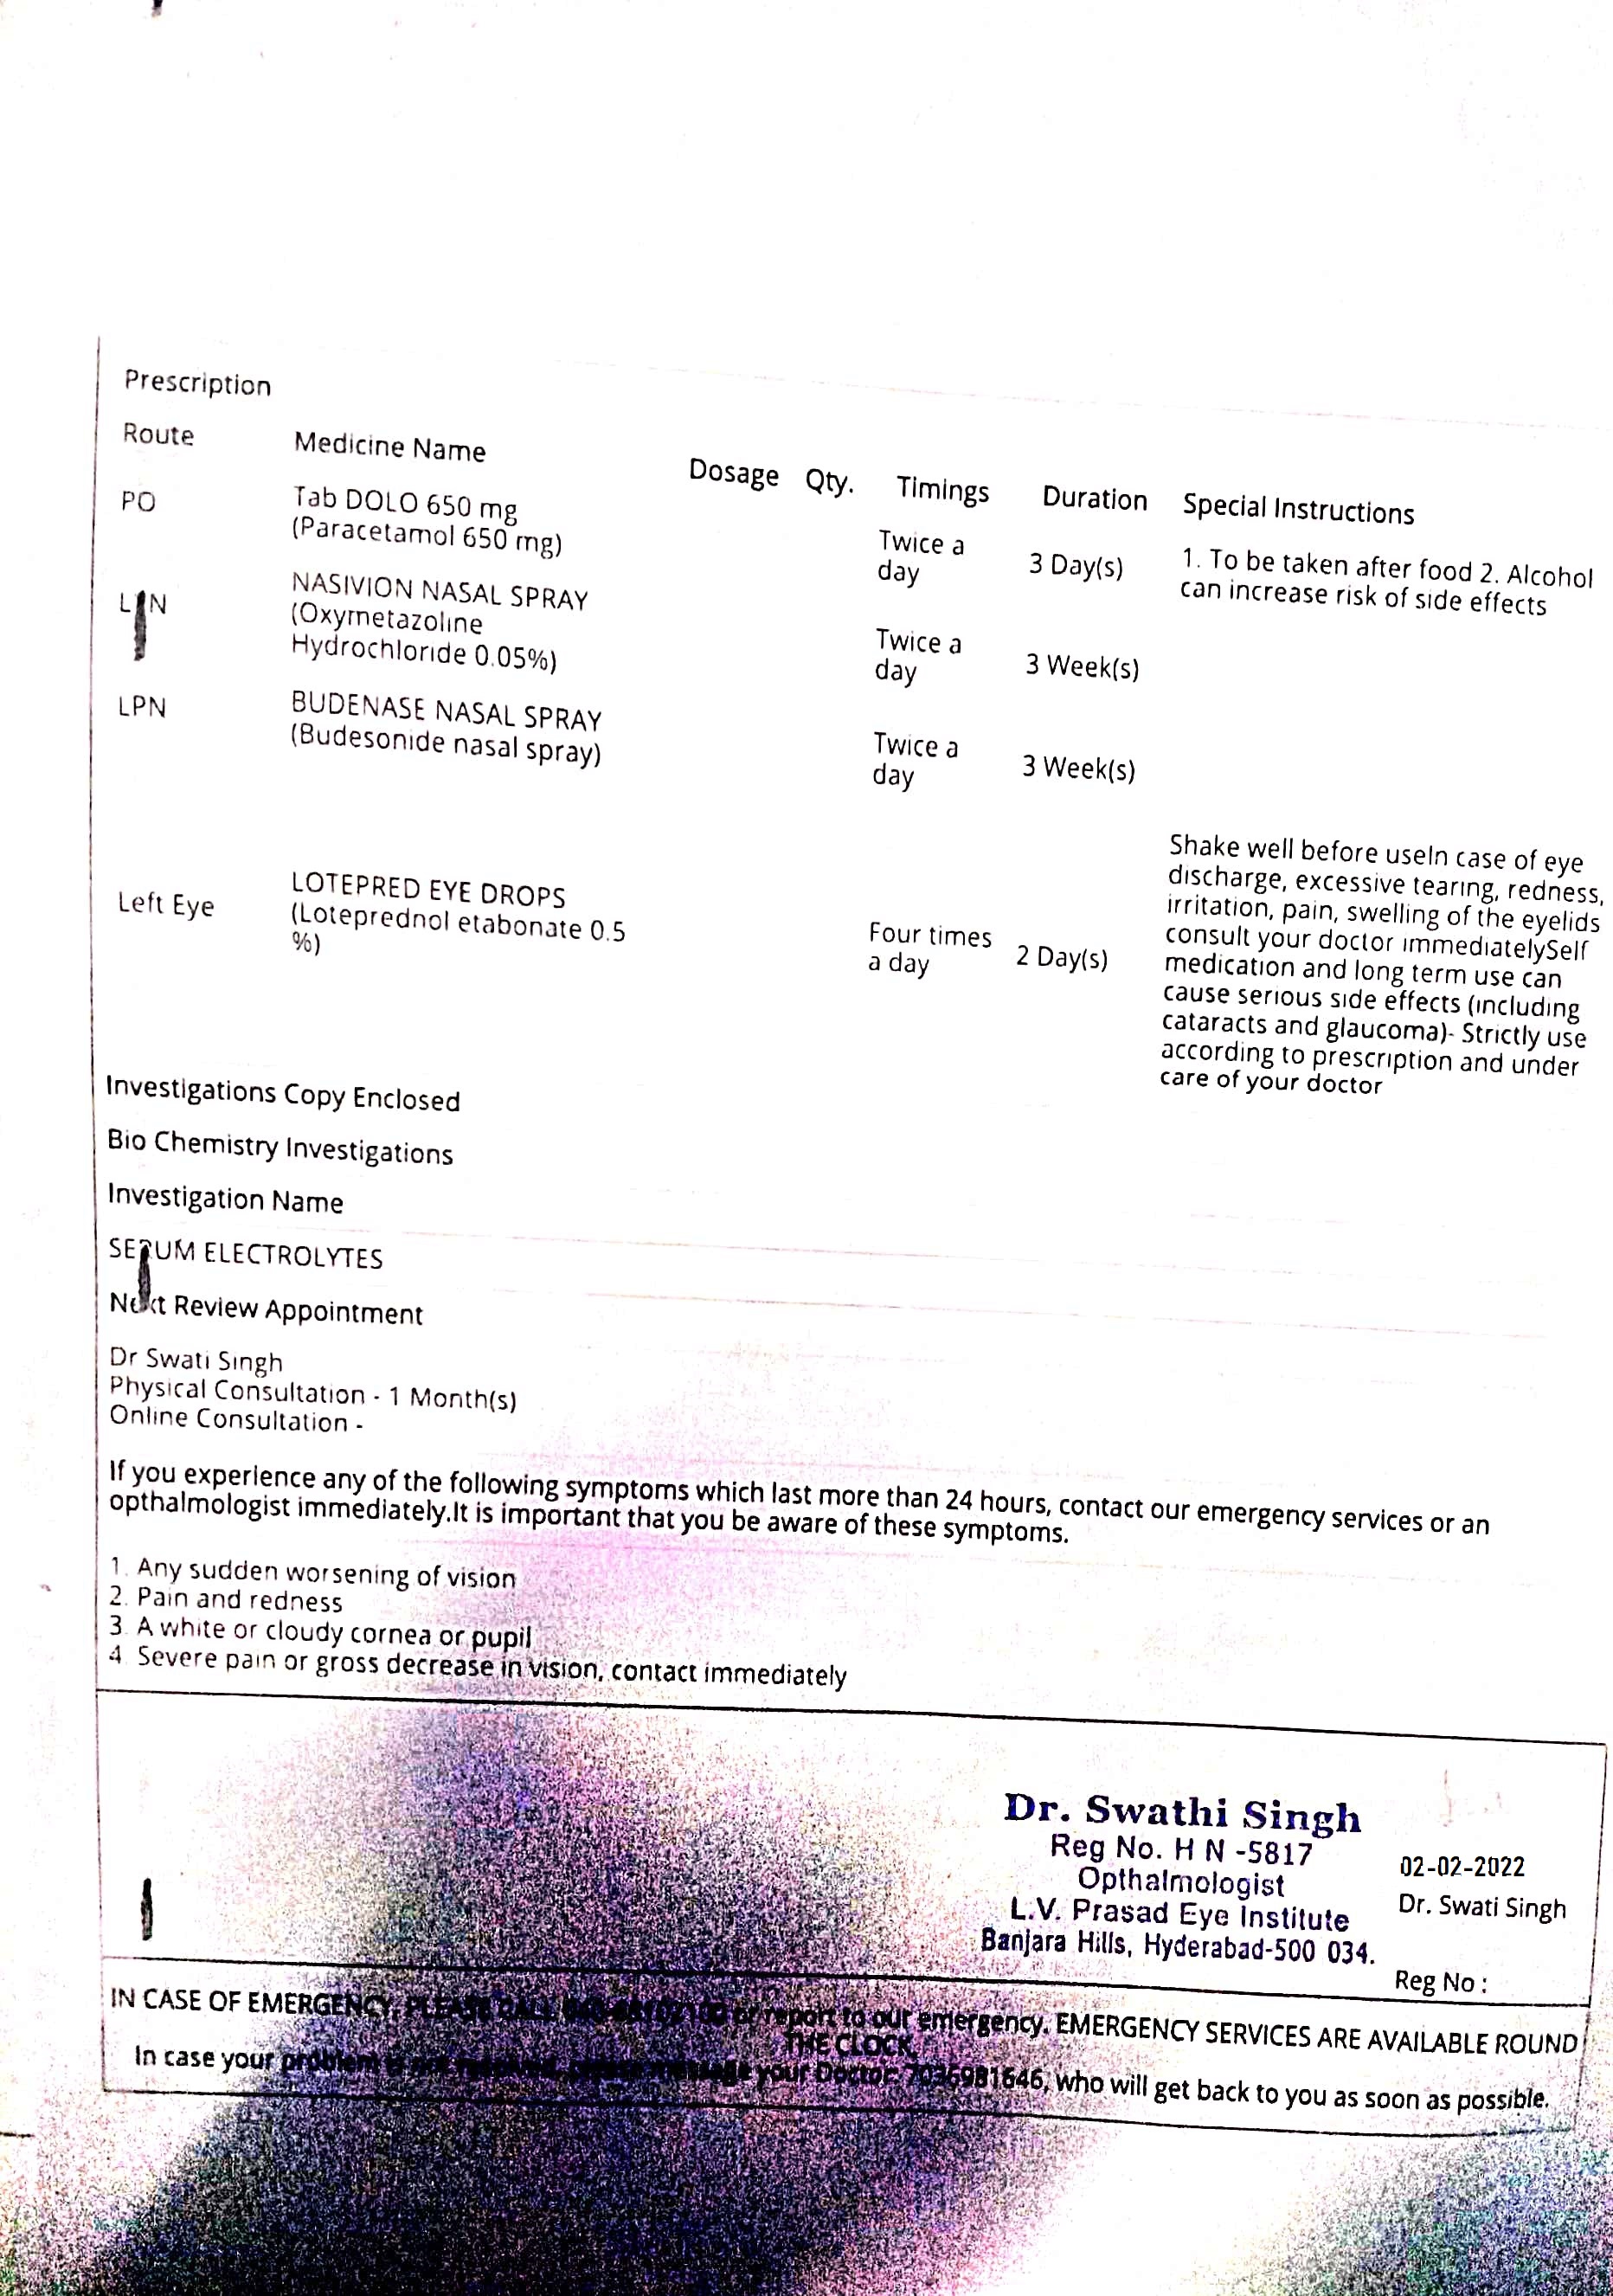 Prescription
Route Medicine Name Dosage Qty. Timings Duration Special Instructions
PO Tab DOLO 650 mg
(Paracetamol 650 mg)
Twice a
day
3 Day(s)
1. To be taken after food 2. Alcohol
can increase risk of side effects
NASIVION NASAL SPRAY
(Oxymetazoline
Hydrochloride 0.05%)
Twice a
day
3 Week(s)
LPN BUDENASE NASAL SPRAY
(Budesonide nasal spray)
Twice a
day
3 Week(s)
Left Eye LOTEPRED EYE DROPS
(Loteprednol etabonate 0.5
%)
Four times
a day
2 Day(s)
Shake well before useIn case of eye
discharge, excessive tearing, redness,
irritation, pain, swelling of the eyelids
consult your doctor immediatelySelf
medication and long term use can
cause serious side effects (including
cataracts and glaucoma)- Strictly use
according to prescription and under
care of your doctor
Investigations Copy Enclosed
Bio Chemistry Investigations
Investigation Name
SERUM ELECTROLYTES
Next Review Appointment
Dr Swati Singh
Physical Consultation - 1 Month(s)
Online Consultation -
If you experience any of the following symptoms which last more than 24 hours, contact our emergency services or an
opthalmologist immediately.It is important that you be aware of these symptoms.
1. Any sudden worsening of vision
2. Pain and redness
3. A white or cloudy cornea or pupil
4. Severe pain or gross decrease in vision, contact immediately
Dr. Swathi Singh
Reg No. H N -5817
Opthalmologist
L.V. Prasad Eye Institute
Banjara Hills, Hyderabad-500 034.
02-02-2022
Dr. Swati Singh
Reg No :
IN CASE OF EMERGENCY, PLEASE CALL or report to our emergency. EMERGENCY SERVICES ARE AVAILABLE ROUND
THE CLOCK.
In case your problem is not your Doctor: 7036981646, who will get back to you as soon as possible.